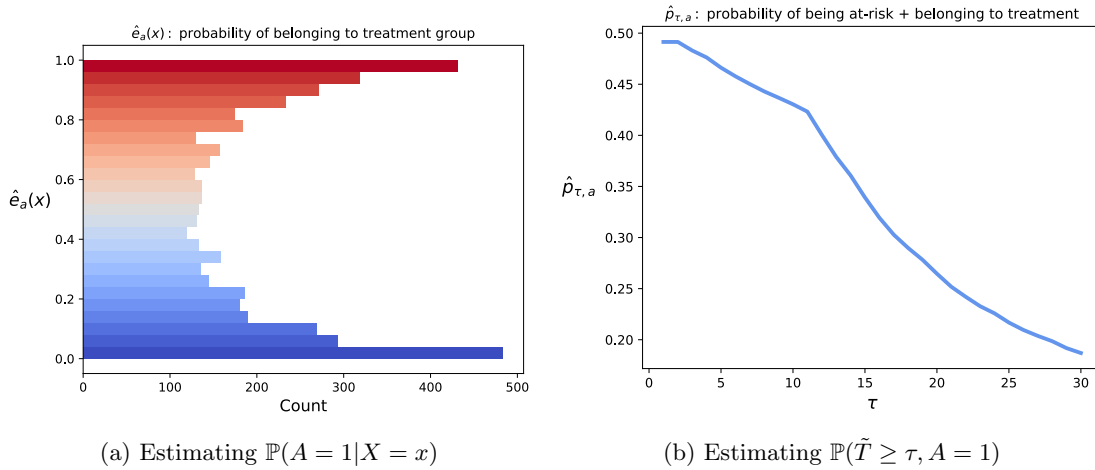 ê_a(x): probability of belonging to treatment group
1.0
0.8
0.6
ê_a(x)
0.4
0.2
0.0
0 100 200 300 400 500
Count
(a) Estimating ℙ(A = 1|X = x)
p̂_{τ,a}: probability of being at-risk + belonging to treatment
0.50
0.45
0.40
p̂_{τ,a}
0.35
0.30
0.25
0.20
0 5 10 15 20 25 30
τ
(b) Estimating ℙ(T̃ ≥ τ, A = 1)